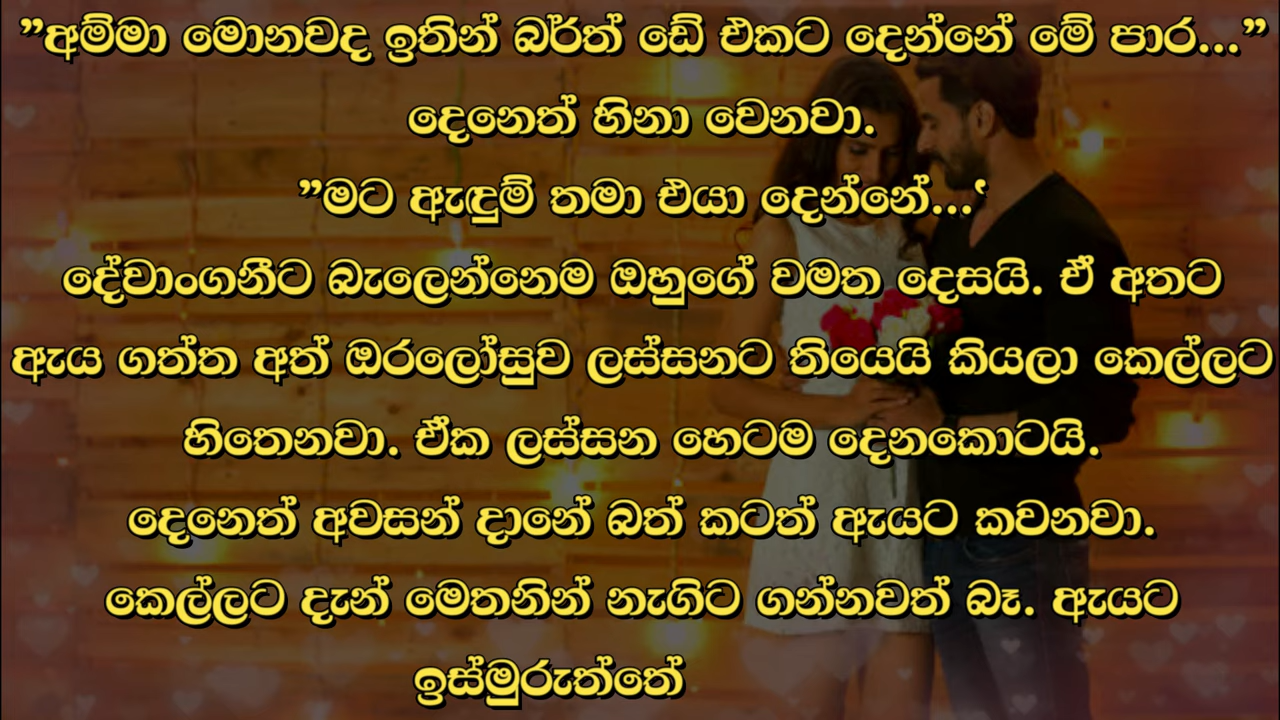 ”අම්මා මොනවද ඉතින් බර්ත් ඩේ එකට දෙන්නේ මේ පාර...”
දෙනෙත් හිනා වෙනවා.
”මට ඇඳුම් තමා එයා දෙන්නේ...‘
දේවාංගනීට බැලෙන්නෙම ඔහුගේ වමත දෙසයි. ඒ අතට
ඇය ගත්ත අත් ඔරලෝසුව ලස්සනට තියෙයි කියලා කෙල්ලට
හිතෙනවා. ඒක ලස්සන හෙටම දෙනකොටයි.
දෙනෙත් අවසන් දානේ බත් කටත් ඇයට කවනවා.
කෙල්ලට දැන් මෙතනින් නැගිට ගන්නවත් බෑ. ඇයට
ඉස්මුරුත්තේ